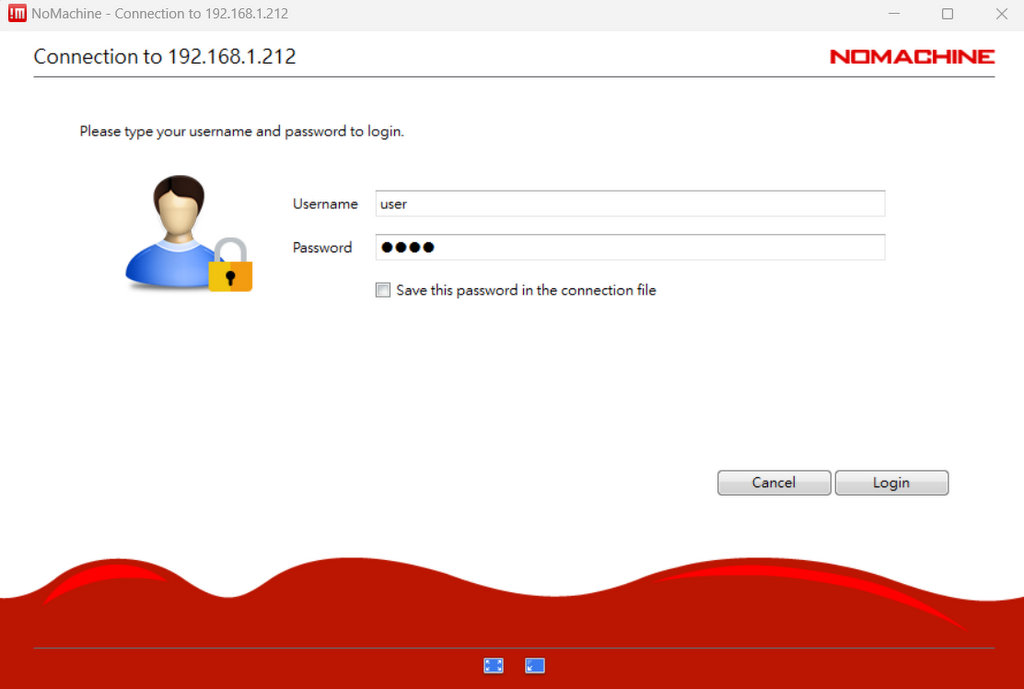 !M NoMachine - Connection to 192.168.1.212
Connection to 192.168.1.212
NOMACHINE
Please type your username and password to login.
Username
user
Password
●●●●
Save this password in the connection file
Cancel
Login